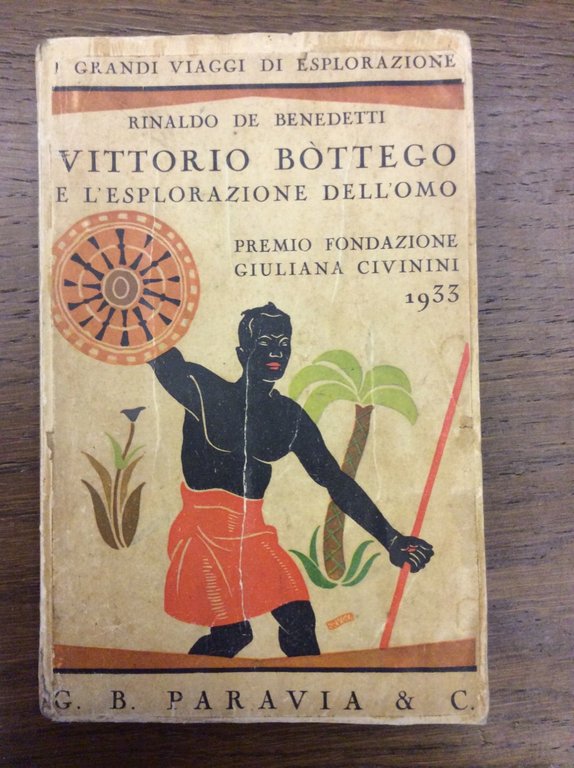 I GRANDI VIAGGI DI ESPLORAZIONE
RINALDO DE BENEDETTI
VITTORIO BÒTTEGO
E L'ESPLORAZIONE DELL'OMO
PREMIO FONDAZIONE
GIULIANA CIVININI
1933
G. B. PARAVIA & C.